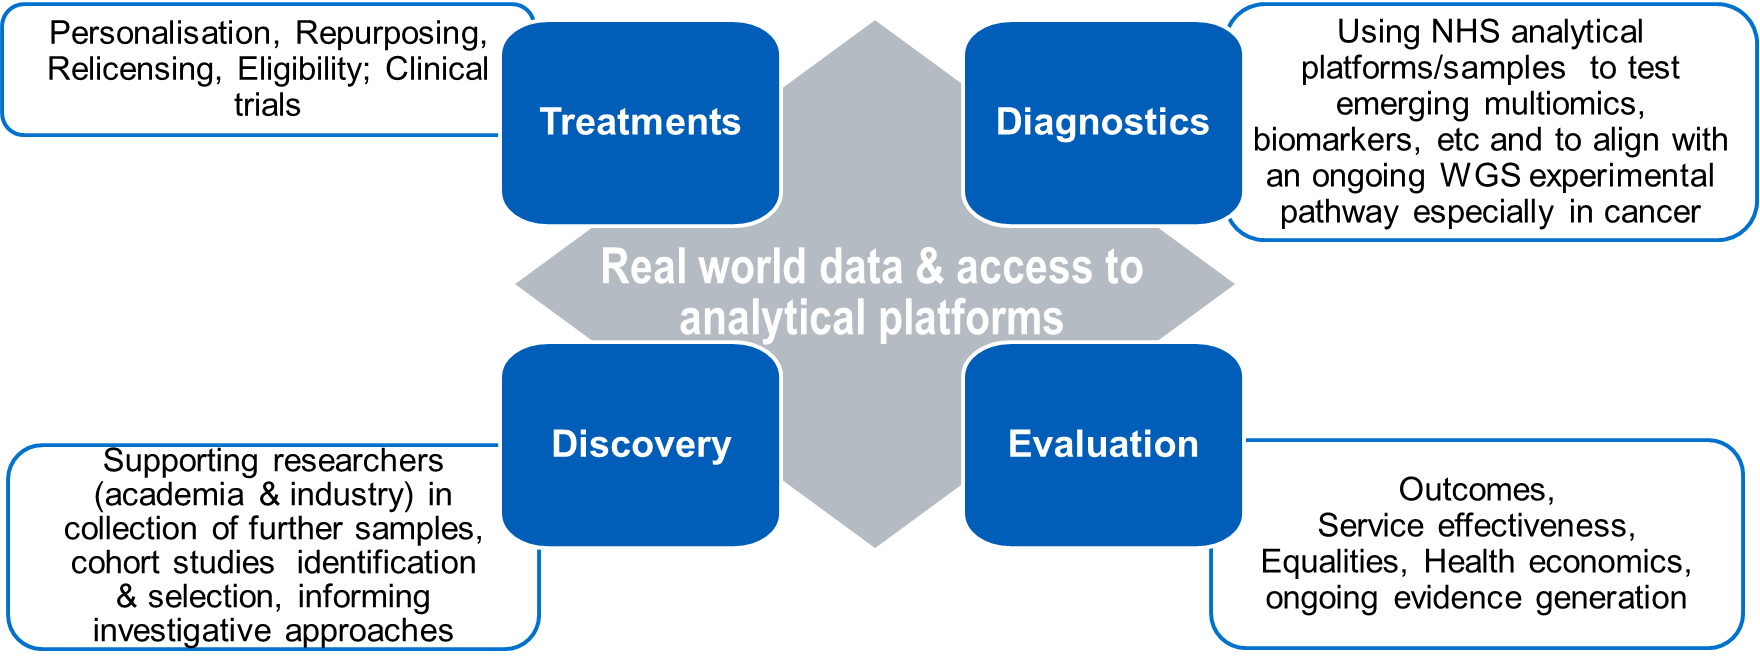 Personalisation, Repurposing,
Relicensing, Eligibility; Clinical
trials
Treatments
Diagnostics
Using NHS analytical
platforms/samples to test
emerging multiomics,
biomarkers, etc and to align with
an ongoing WGS experimental
pathway especially in cancer
Real world data & access to
analytical platforms
Discovery
Supporting researchers
(academia & industry) in
collection of further samples,
cohort studies identification
& selection, informing
investigative approaches
Evaluation
Outcomes,
Service effectiveness,
Equalities, Health economics,
ongoing evidence generation